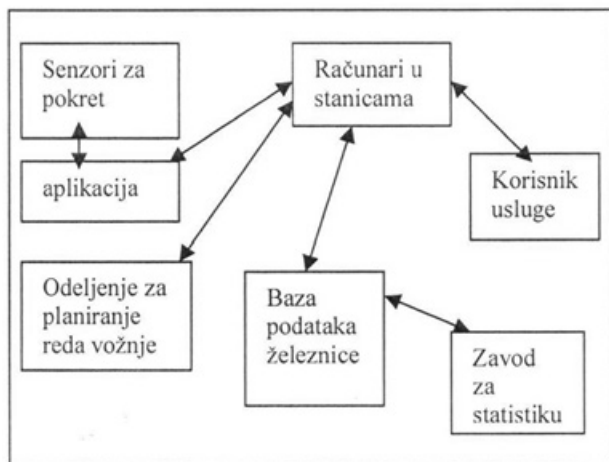 Senzori za
pokret
Računari u
stanicama
aplikacija
Korisnik
usluge
Odeljenje za
planiranje
reda vožnje
Baza
podataka
železnice
Zavod
za
statistiku